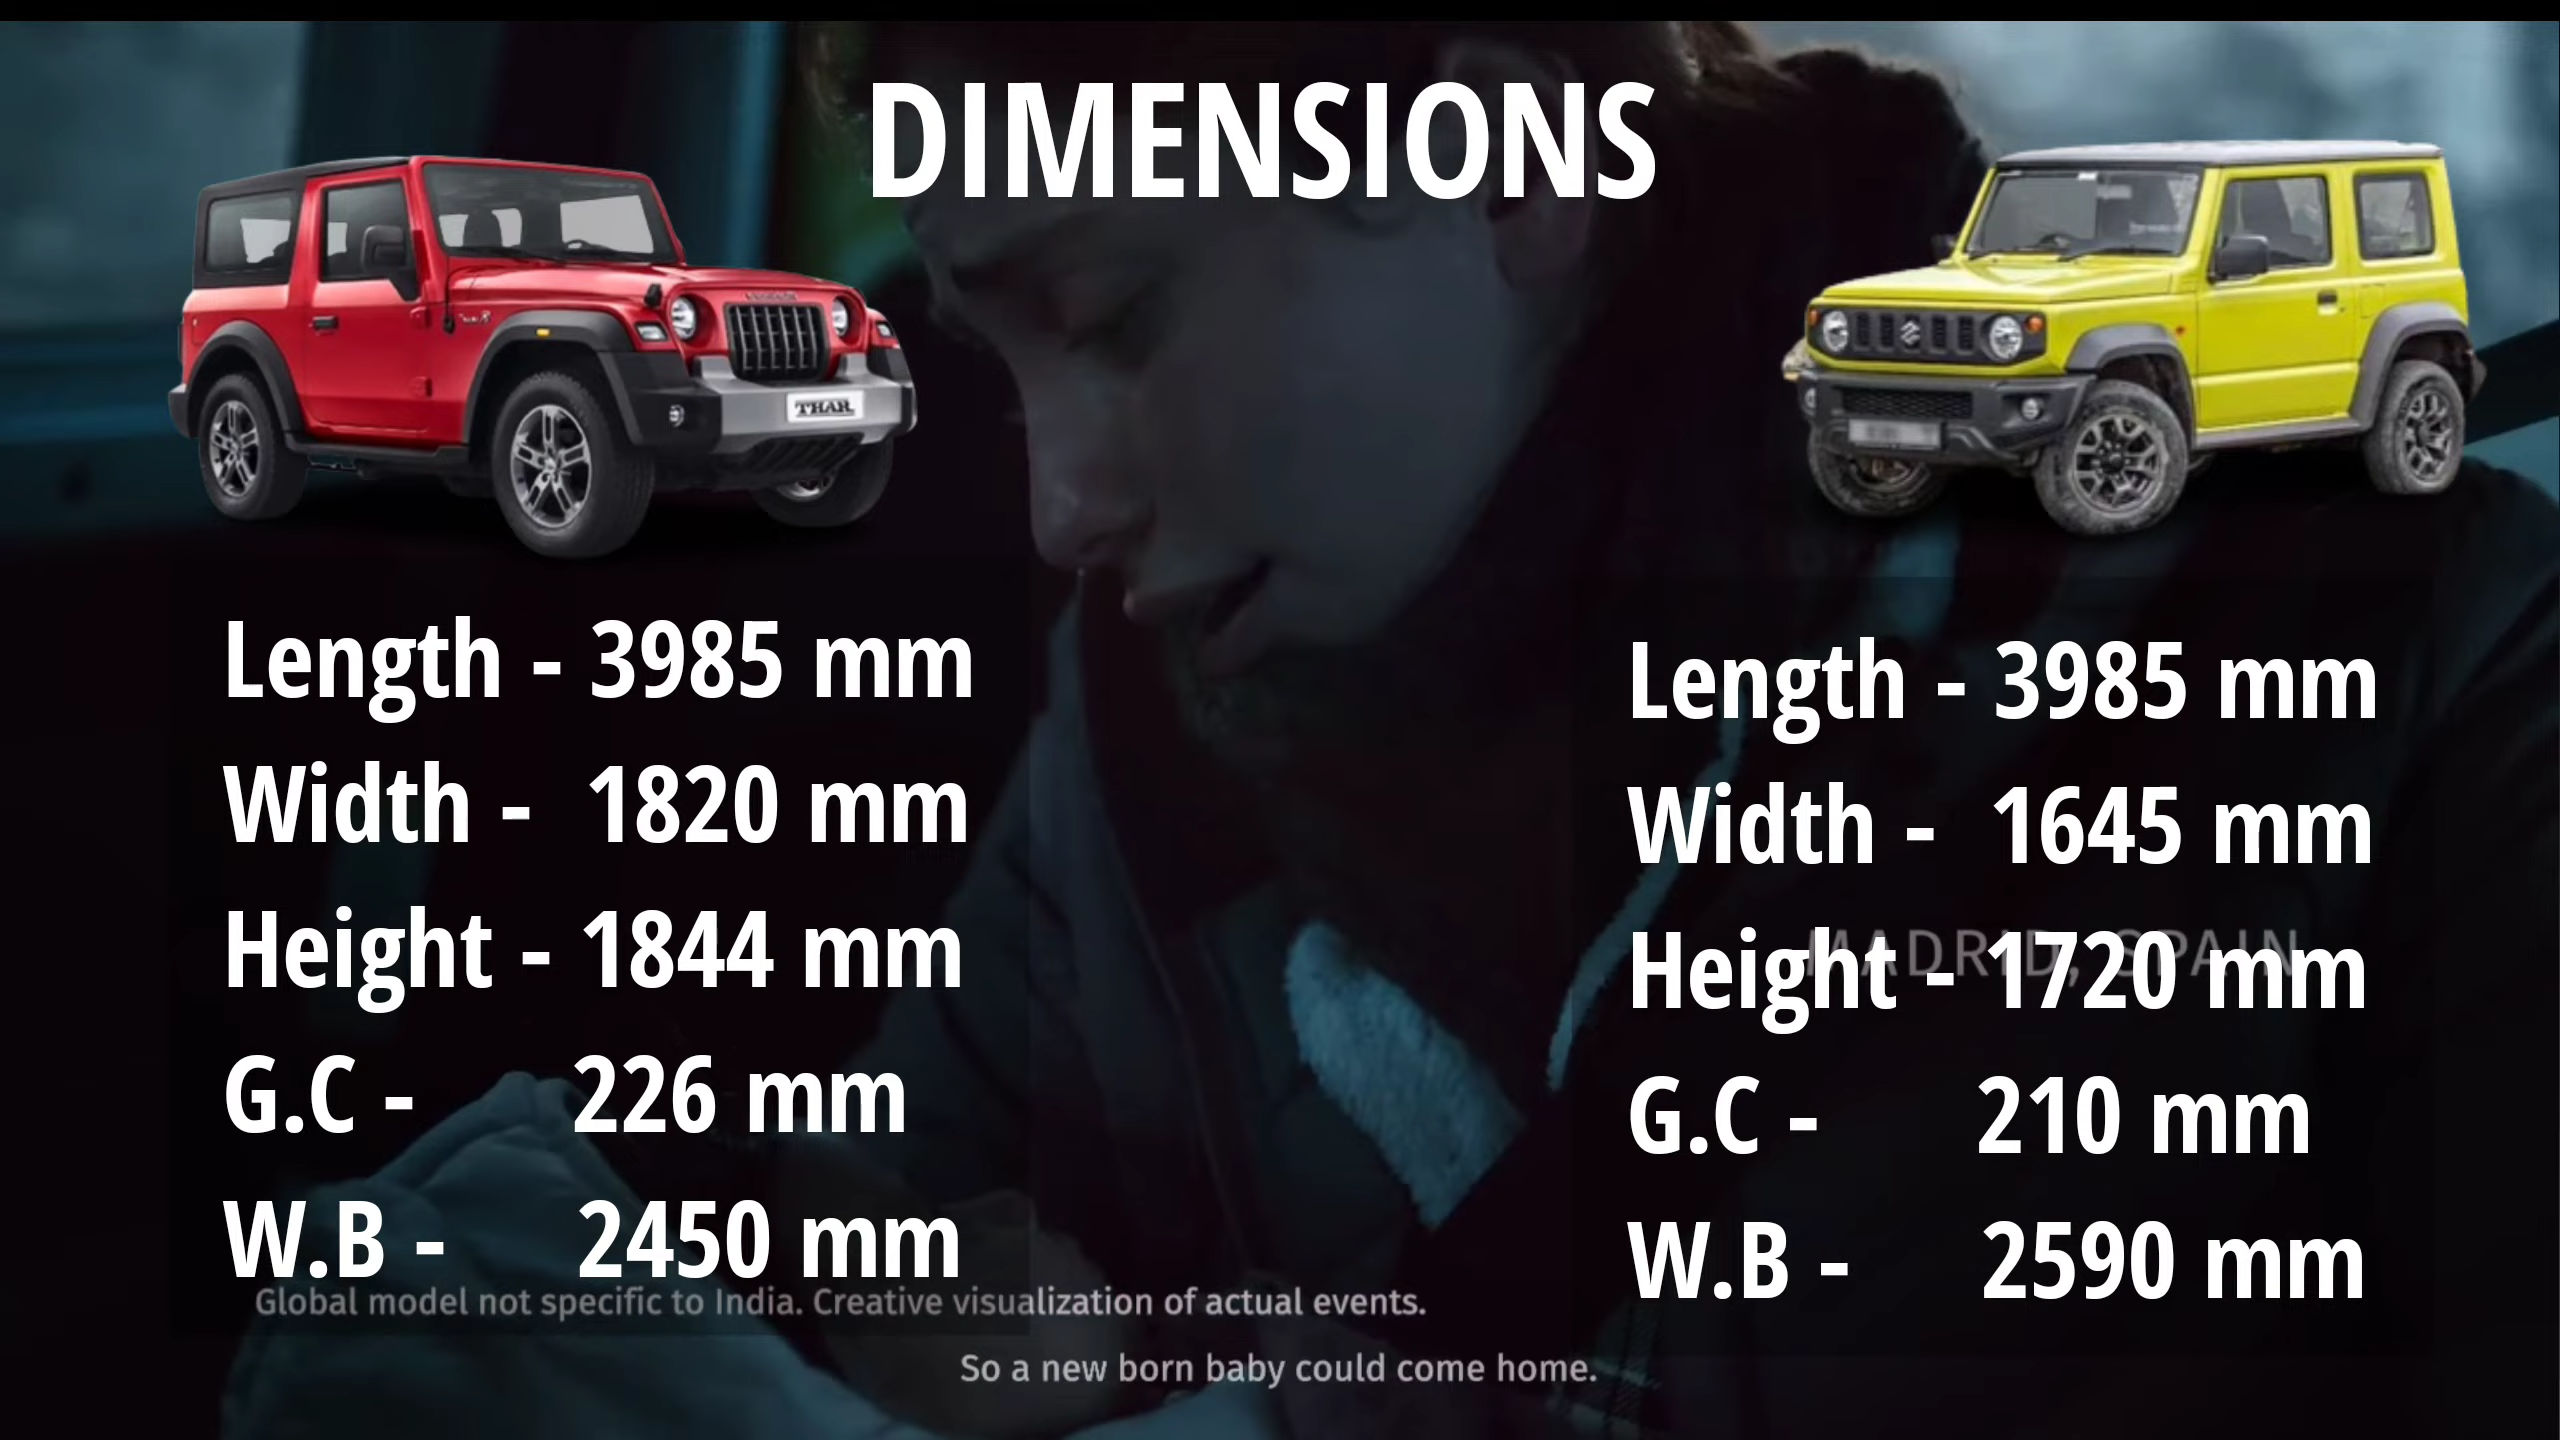 DIMENSIONS
THAR
Length - 3985 mm
Width - 1820 mm
Height - 1844 mm
G.C - 226 mm
W.B - 2450 mm
Length - 3985 mm
Width - 1645 mm
Height - 1720 mm
G.C - 210 mm
W.B - 2590 mm
MADRID, SPAIN
Global model not specific to India. Creative visualization of actual events.
So a new born baby could come home.